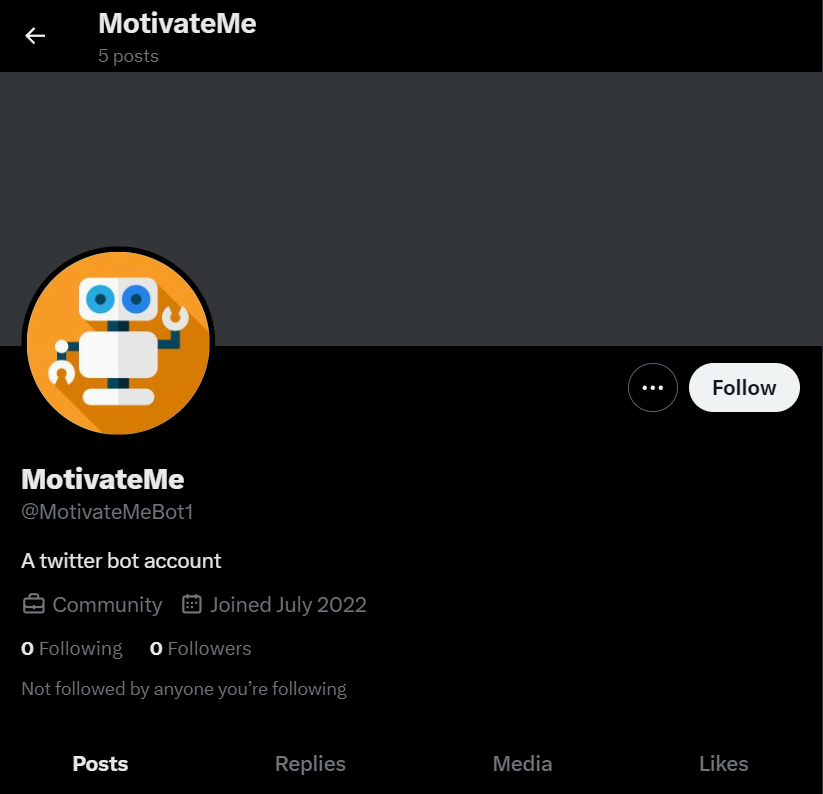 MotivateMe
5 posts
Follow
MotivateMe
@MotivateMeBot1
A twitter bot account
Community Joined July 2022
0 Following 0 Followers
Not followed by anyone you’re following
Posts Replies Media Likes